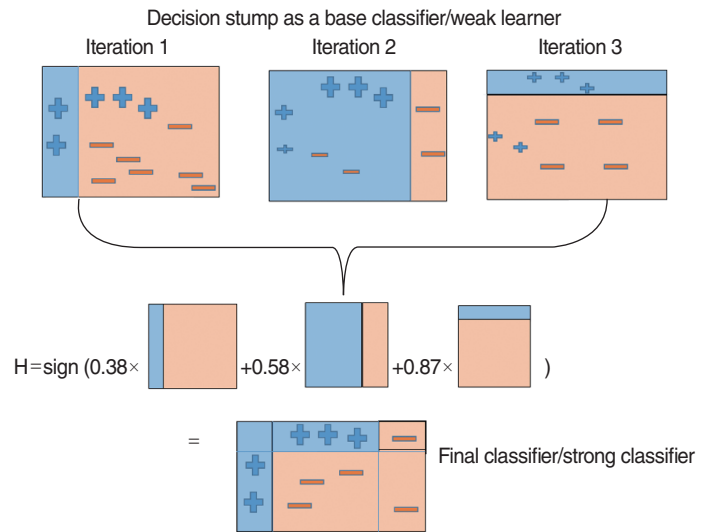 Decision stump as a base classifier/weak learner
Iteration 1 Iteration 2 Iteration 3
H=sign (0.38× +0.58× +0.87× )
=
Final classifier/strong classifier